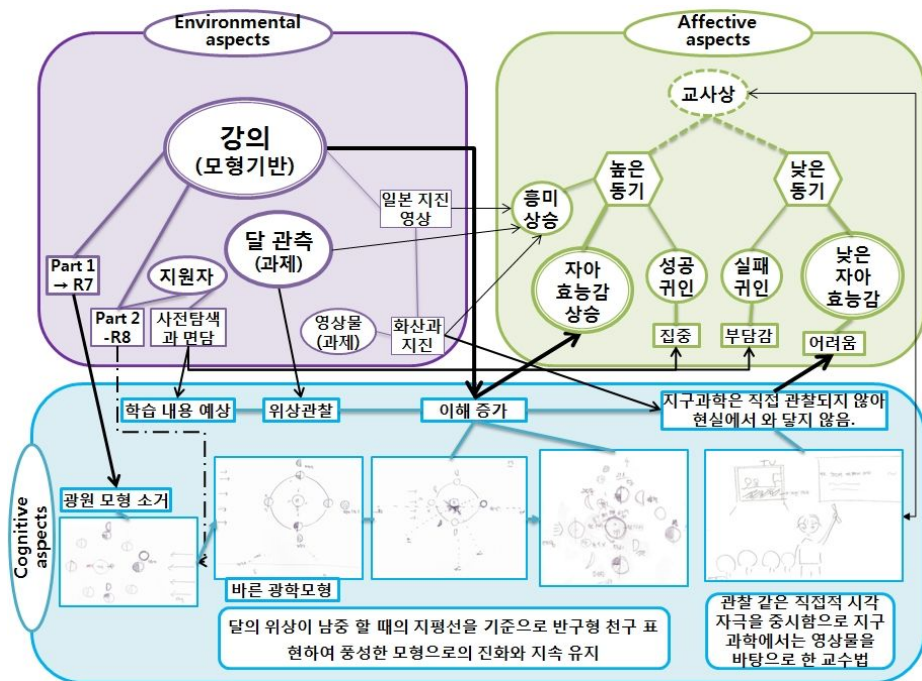 Environmental
aspects
Affective
aspects
강의
(모형기반)
일본 지진
영상
달 관측
(과제)
Part 1
→ R7
지원자
Part 2
-R8
사전탐색
과 면담
영상물
(과제)
화산과
지진
교사상
높은
동기
낮은
동기
흥미
상승
자아
효능감
상승
성공
귀인
실패
귀인
낮은
자아
효능감
집중
부담감
어려움
Cognitive
aspects
학습 내용 예상
위상관찰
이해 증가
지구과학은 직접 관찰되지 않아
현실에서 와 닿지 않음.
광원 모형 소거
TV
바른 광학모형
달의 위상이 남중 할 때의 지평선을 기준으로 반구형 천구 표
현하여 풍성한 모형으로의 진화와 지속 유지
관찰 같은 직접적 시각
자극을 중시함으로 지구
과학에서는 영상물을
바탕으로 한 교수법